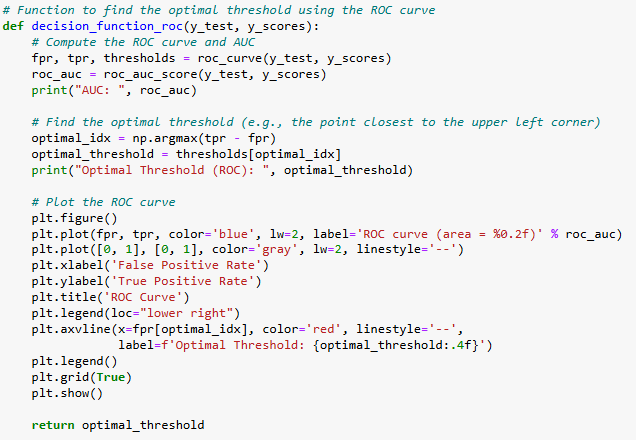 # Function to find the optimal threshold using the ROC curve
def decision_function_roc(y_test, y_scores):
    # Compute the ROC curve and AUC
    fpr, tpr, thresholds = roc_curve(y_test, y_scores)
    roc_auc = roc_auc_score(y_test, y_scores)
    print("AUC: ", roc_auc)

    # Find the optimal threshold (e.g., the point closest to the upper left corner)
    optimal_idx = np.argmax(tpr - fpr)
    optimal_threshold = thresholds[optimal_idx]
    print("Optimal Threshold (ROC): ", optimal_threshold)

    # Plot the ROC curve
    plt.figure()
    plt.plot(fpr, tpr, color='blue', lw=2, label='ROC curve (area = %0.2f)' % roc_auc)
    plt.plot([0, 1], [0, 1], color='gray', lw=2, linestyle='--')
    plt.xlabel('False Positive Rate')
    plt.ylabel('True Positive Rate')
    plt.title('ROC Curve')
    plt.legend(loc="lower right")
    plt.axvline(x=fpr[optimal_idx], color='red', linestyle='--',
                label=f'Optimal Threshold: {optimal_threshold:.4f}')
    plt.legend()
    plt.grid(True)
    plt.show()

    return optimal_threshold